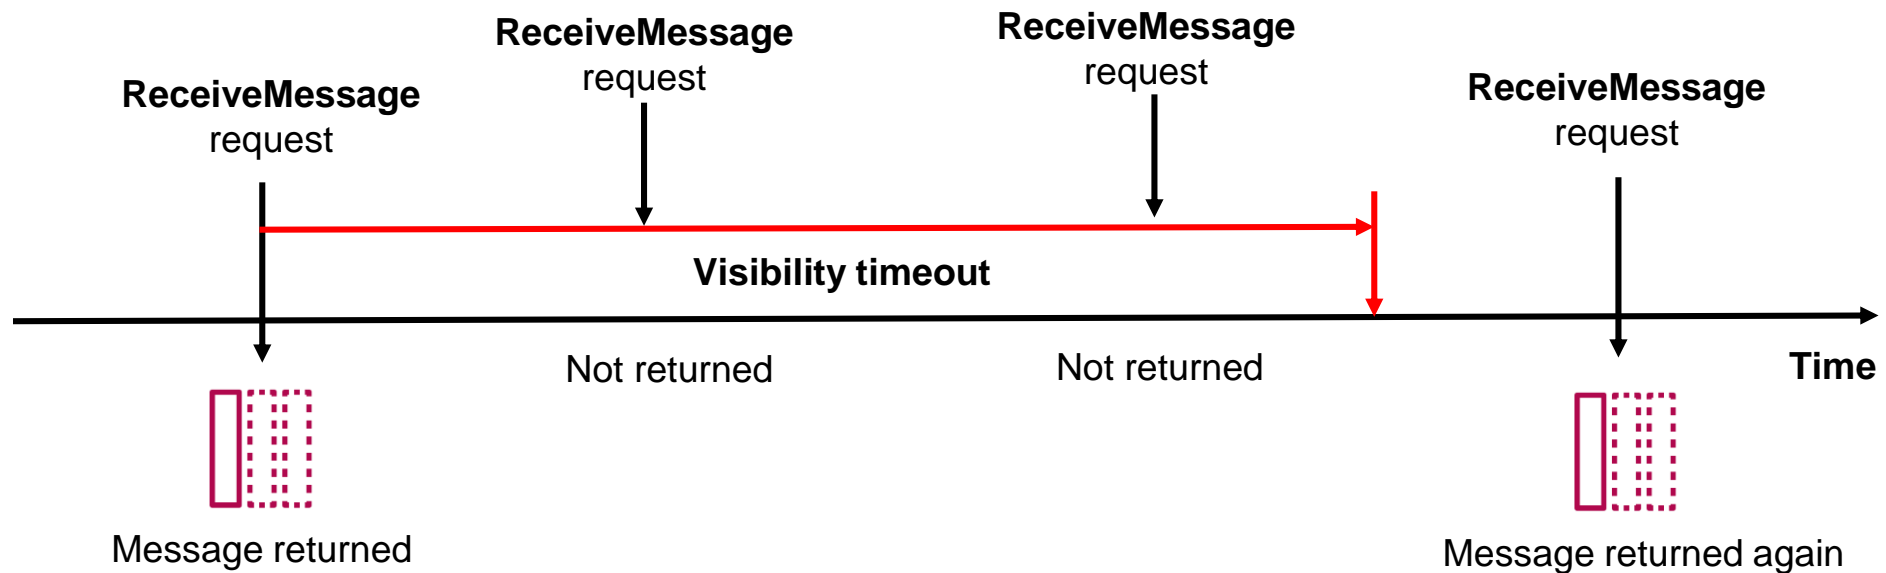 ReceiveMessage
request
ReceiveMessage
request
ReceiveMessage
request
ReceiveMessage
request
Visibility timeout
Not returned
Not returned
Time
Message returned
Message returned again